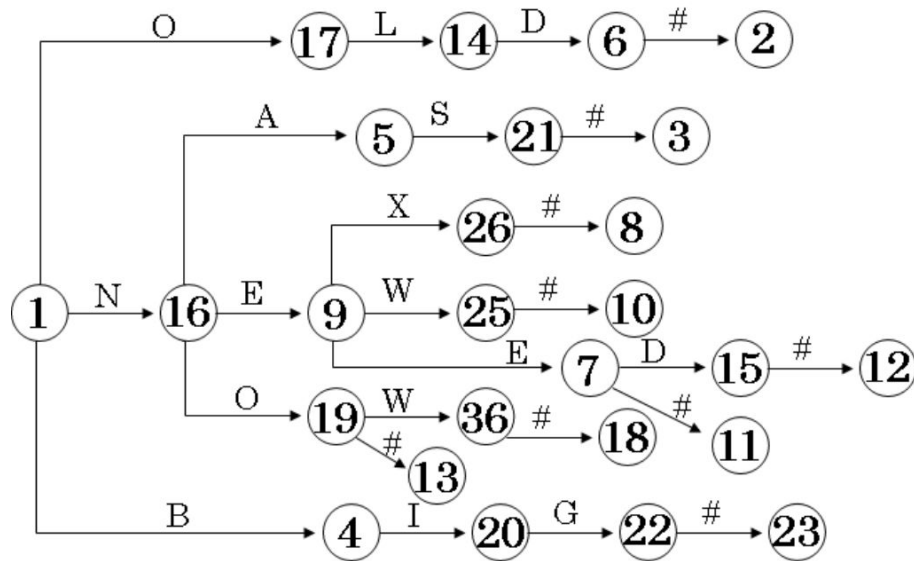 O 17 L 14 D 6 # 2
A 5 S 21 # 3
X 26 # 8
1 N 16 E 9 W 25 # 10
E 7 D 15 # 12
O 19 W 36 # 18 # 11
# 13
B 4 I 20 G 22 # 23